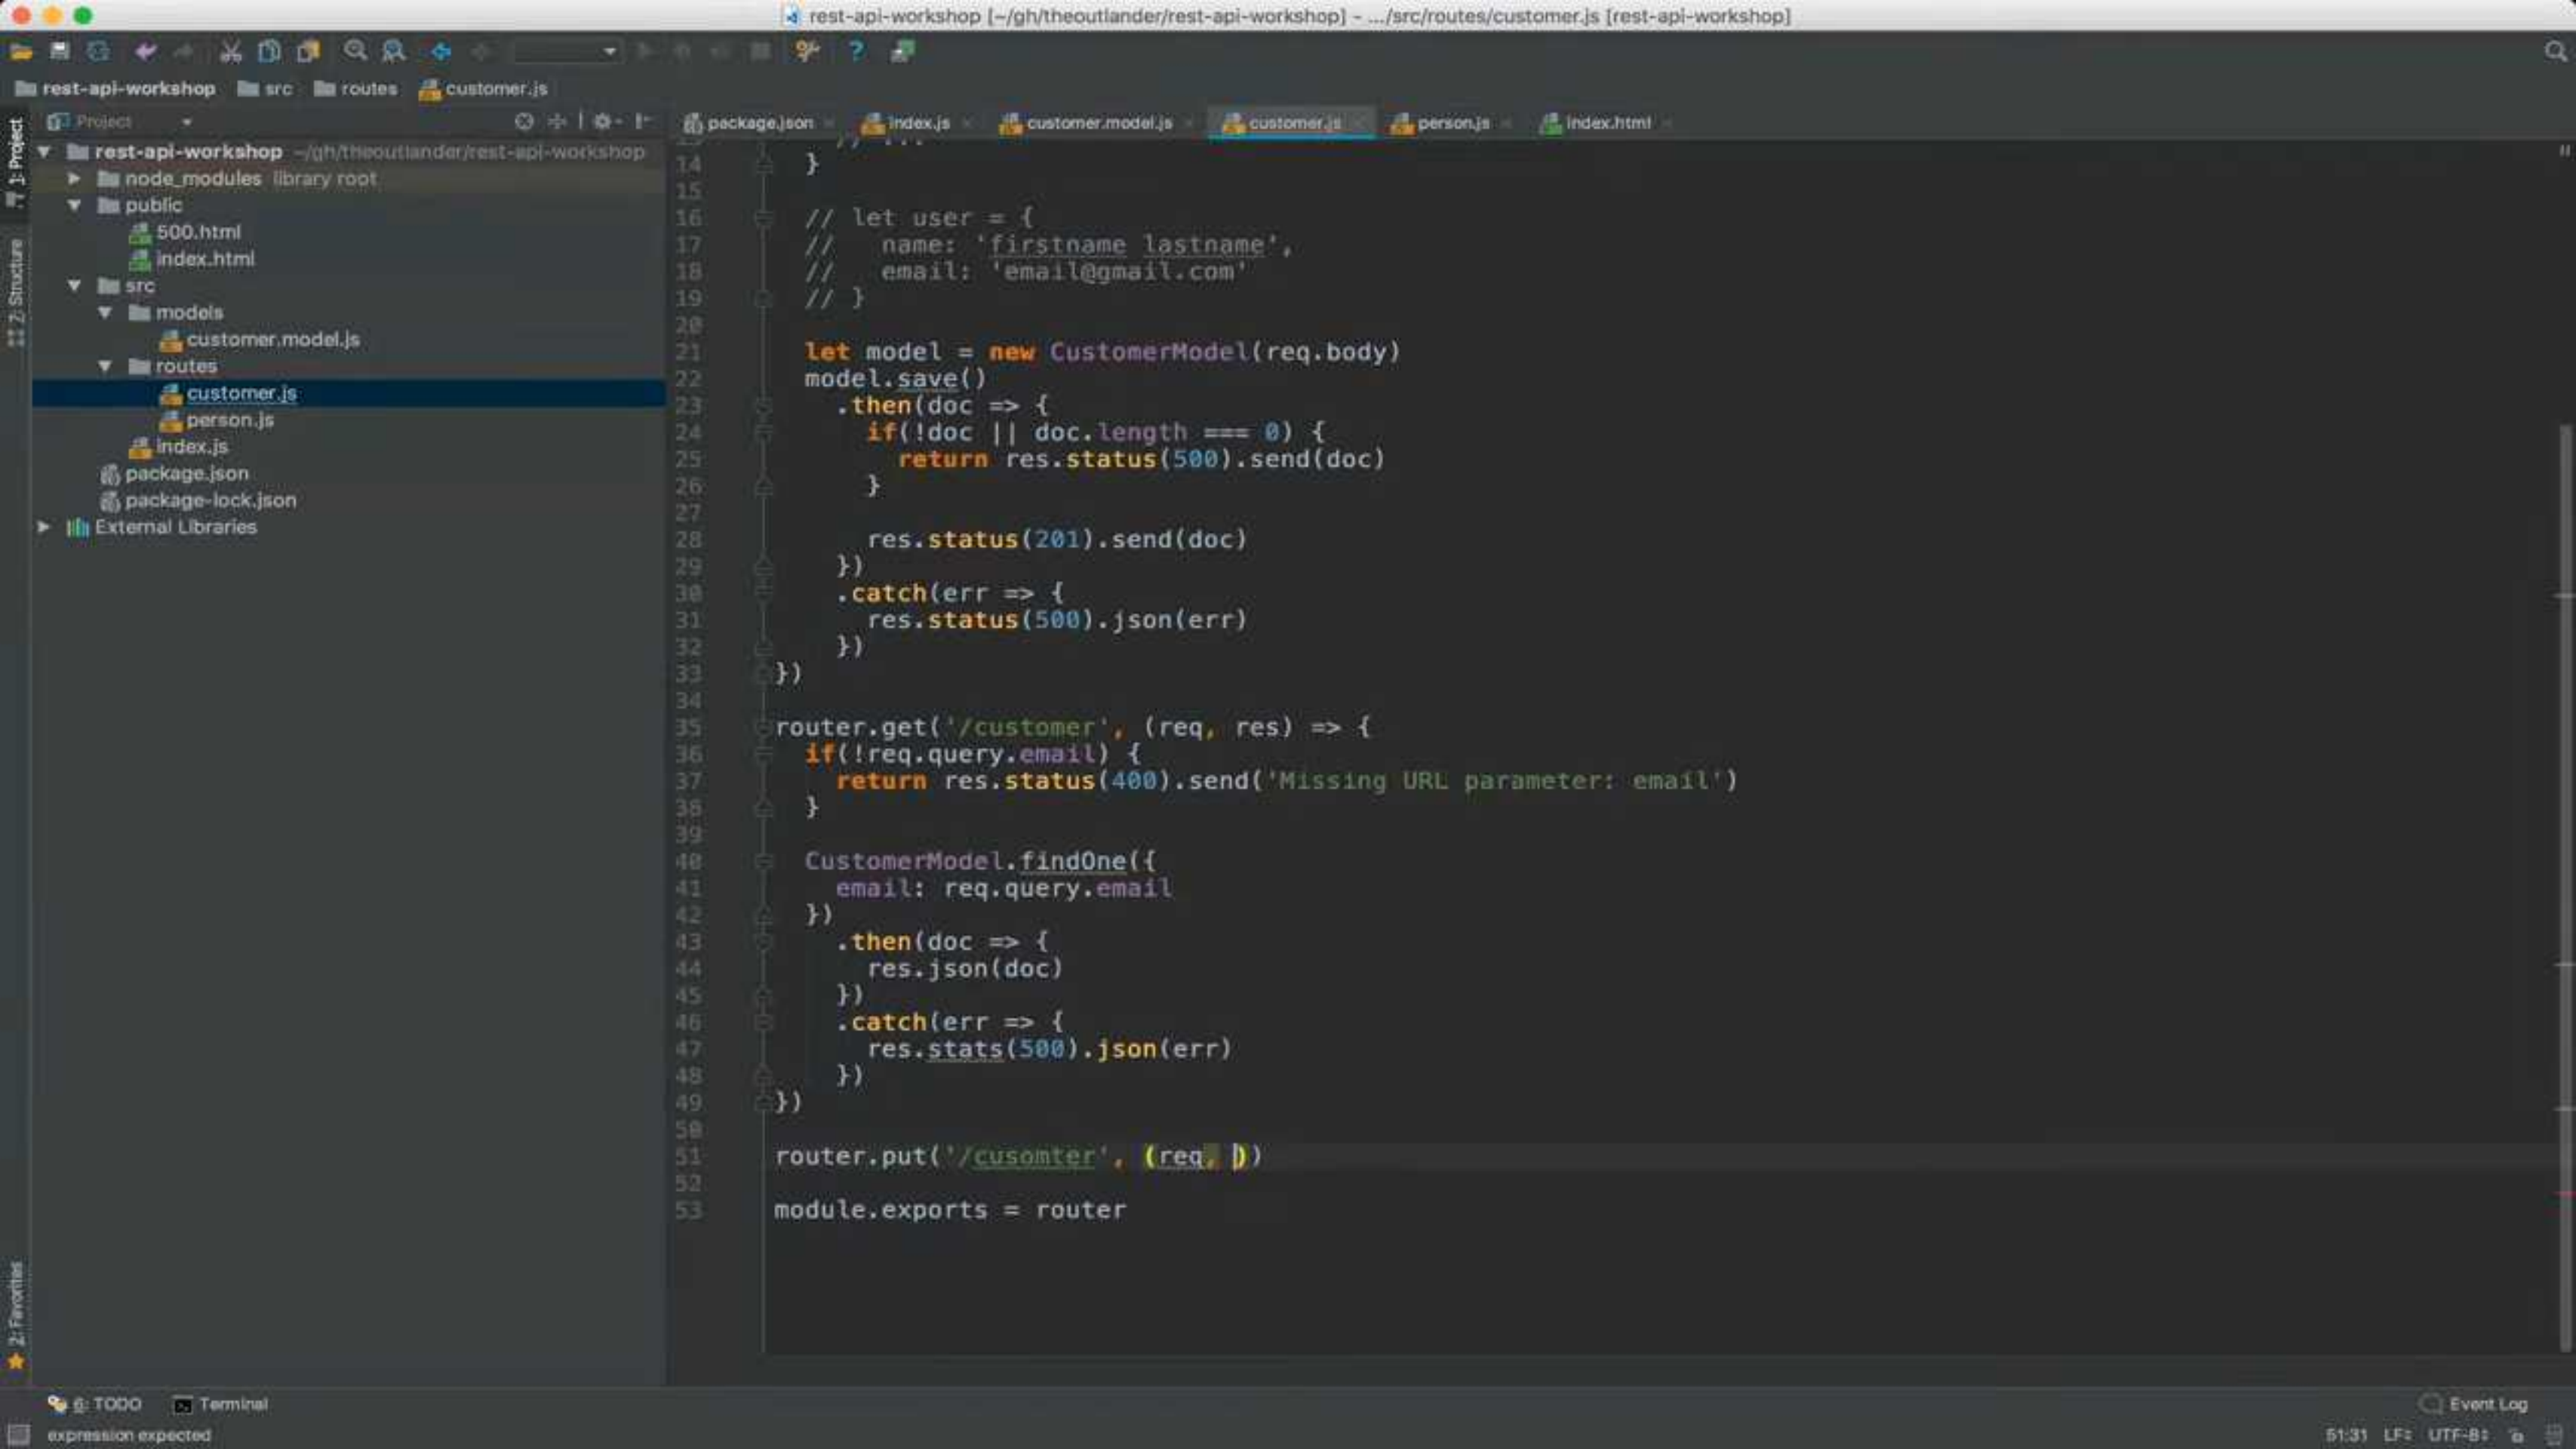 rest-api-workshop [~/gh/theoutlander/rest-api-workshop] - .../src/routes/customer.js [rest-api-workshop]
rest-api-workshop src routes customer.js
Project
package.json index.js customer.model.js customer.js person.js index.html
1: Project
2: Structure
2: Favorites
rest-api-workshop ~/gh/theoutlander/rest-api-workshop
node_modules library root
public
500.html
index.html
src
models
customer.model.js
routes
customer.js
person.js
index.js
package.json
package-lock.json
External Libraries
13 // ...
14 }
15
16 // let user = {
17 // name: 'firstname lastname',
18 // email: 'email@gmail.com'
19 // }
20
21 let model = new CustomerModel(req.body)
22 model.save()
23 .then(doc => {
24 if(!doc || doc.length === 0) {
25 return res.status(500).send(doc)
26 }
27
28 res.status(201).send(doc)
29 })
30 .catch(err => {
31 res.status(500).json(err)
32 })
33 })
34
35 router.get('/customer', (req, res) => {
36 if(!req.query.email) {
37 return res.status(400).send('Missing URL parameter: email')
38 }
39
40 CustomerModel.findOne({
41 email: req.query.email
42 })
43 .then(doc => {
44 res.json(doc)
45 })
46 .catch(err => {
47 res.stats(500).json(err)
48 })
49 })
50
51 router.put('/cusomter', (req, ))
52
53 module.exports = router
6: TODO Terminal
Event Log
expression expected
51:31 LF UTF-8